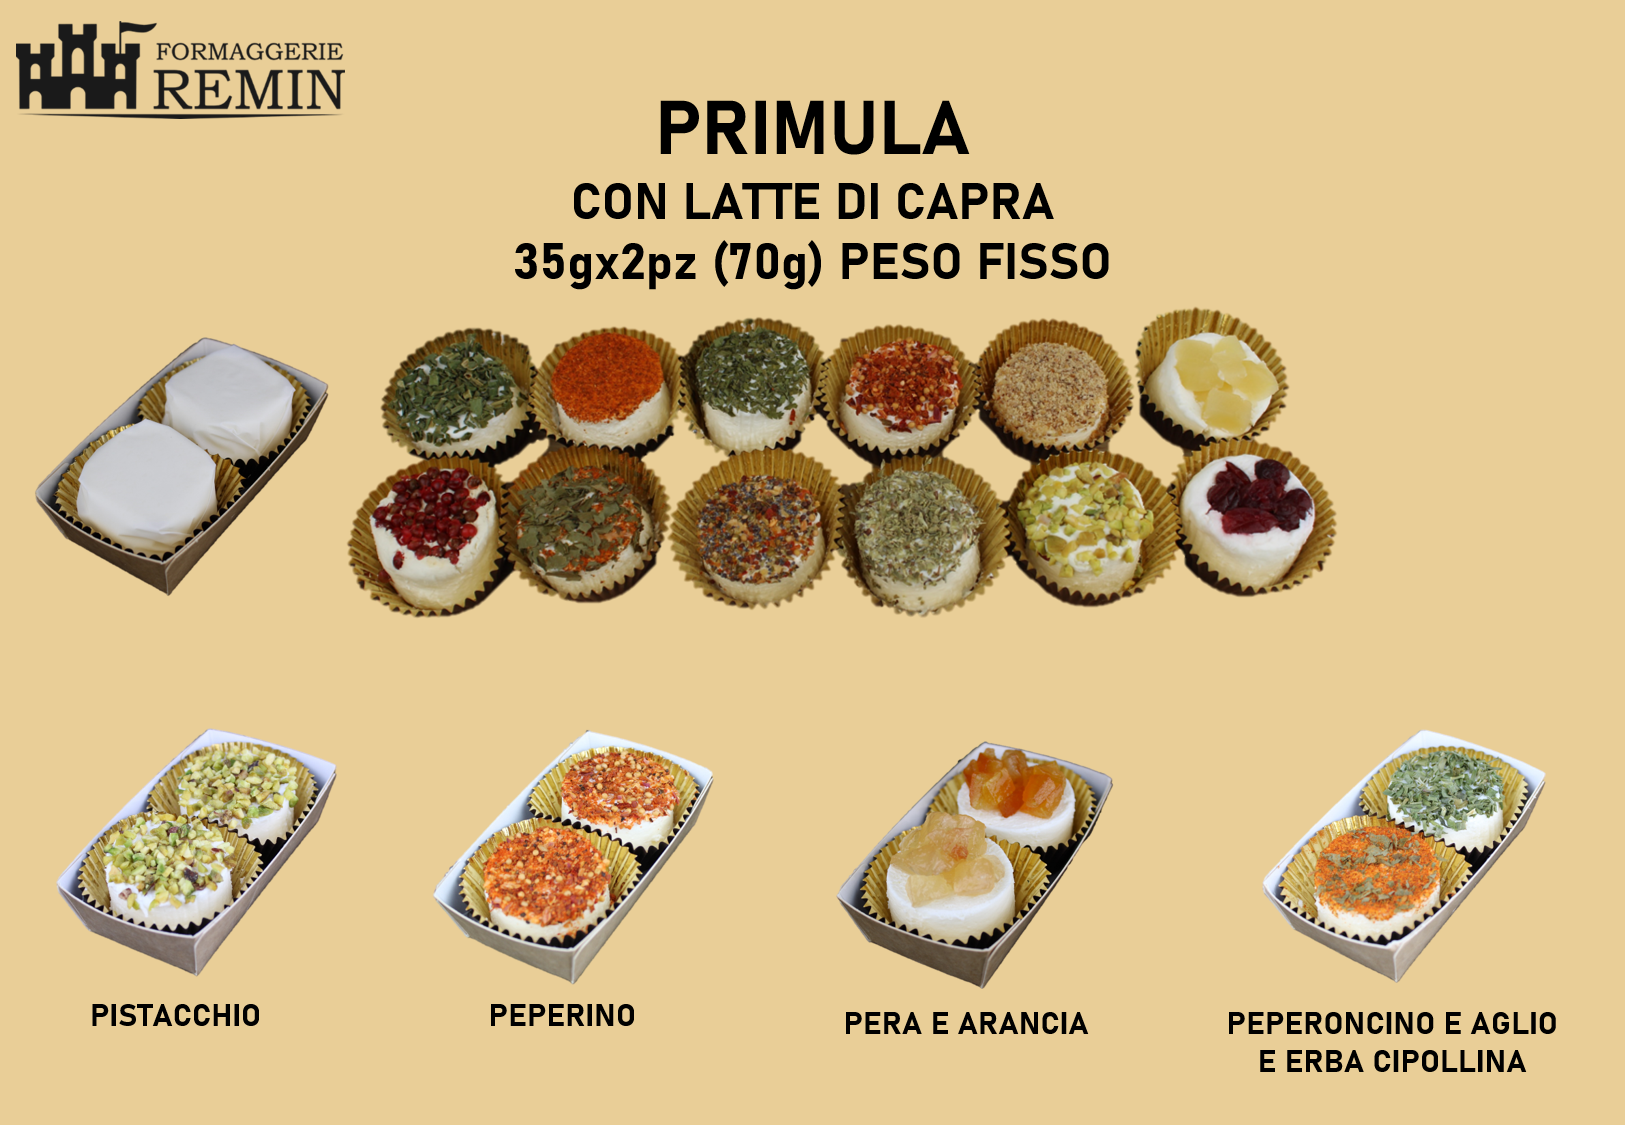 FORMAGGERIE
REMIN
PRIMULA
CON LATTE DI CAPRA
35gx2pz (70g) PESO FISSO
PISTACCHIO
PEPERINO
PERA E ARANCIA
PEPERONCINO E AGLIO
E ERBA CIPOLLINA